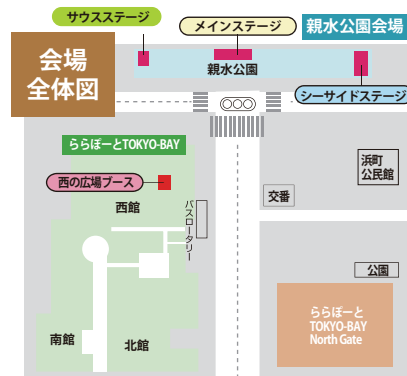 サウスステージ
メインステージ
親水公園会場
会場
全体図
親水公園
シーサイドステージ
ららぽーとTOKYO-BAY
浜町
公民館
西の広場ブース
交番
西館
バスロータリー
公園
ららぽーと
TOKYO-BAY
North Gate
南館
北館